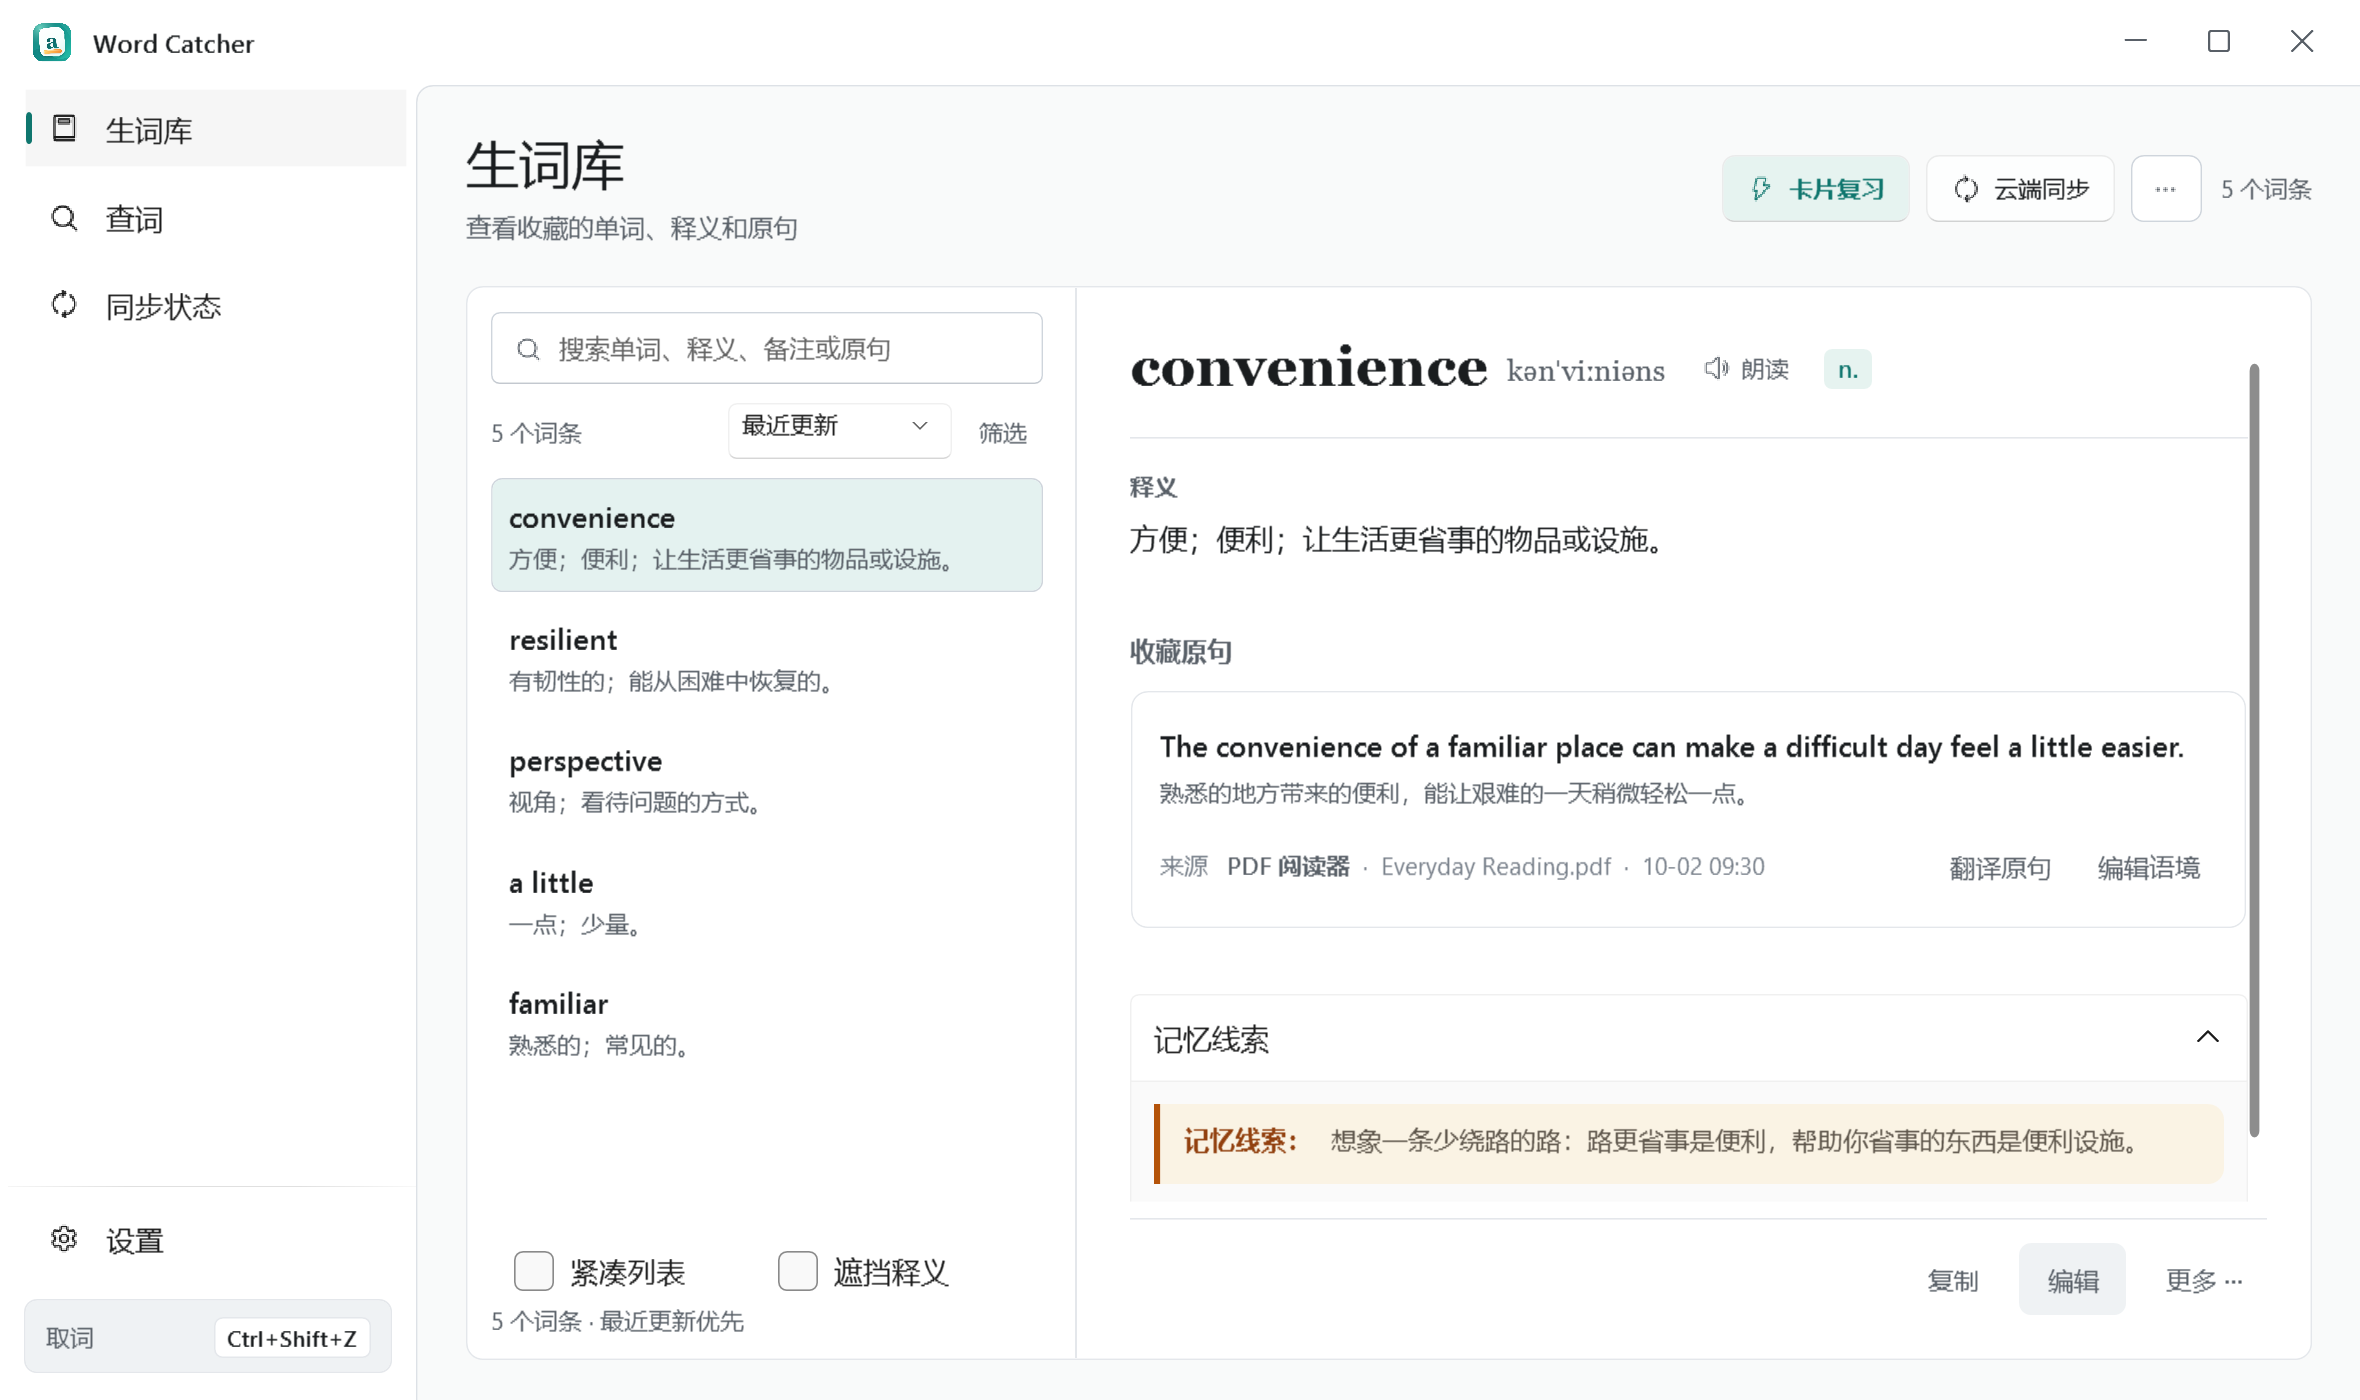 Word Catcher
生词库
查词
同步状态
设置
取词 Ctrl+Shift+Z
生词库
查看收藏的单词、释义和原句
卡片复习
云端同步
···
5 个词条
搜索单词、释义、备注或原句
5 个词条
最近更新
筛选
convenience
方便；便利；让生活更省事的物品或设施。
resilient
有韧性的；能从困难中恢复的。
perspective
视角；看待问题的方式。
a little
一点；少量。
familiar
熟悉的；常见的。
紧凑列表
遮挡释义
5 个词条 · 最近更新优先
convenience kənˈviːniəns 朗读 n.
释义
方便；便利；让生活更省事的物品或设施。
收藏原句
The convenience of a familiar place can make a difficult day feel a little easier.
熟悉的地方带来的便利，能让艰难的一天稍微轻松一点。
来源 PDF 阅读器 · Everyday Reading.pdf · 10-02 09:30 翻译原句 编辑语境
记忆线索
记忆线索： 想象一条少绕路的路：路更省事是便利，帮助你省事的东西是便利设施。
复制 编辑 更多 ···